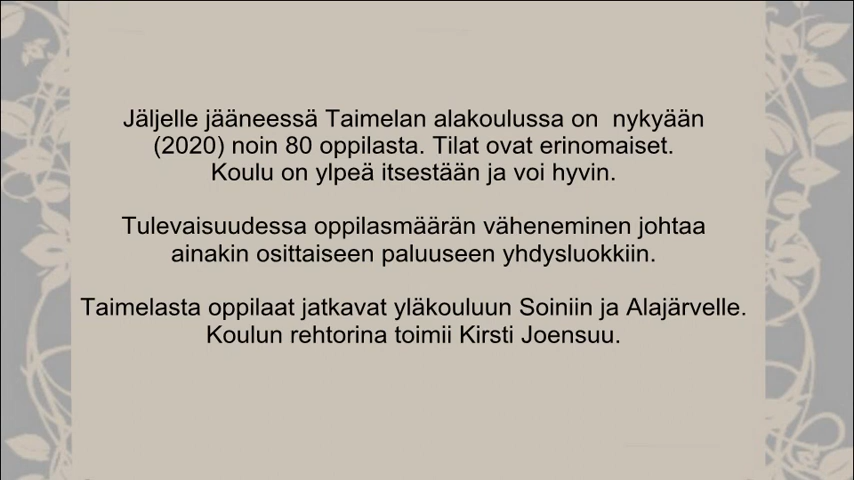 Jäljelle jääneessä Taimelan alakoulussa on  nykyään
(2020) noin 80 oppilasta. Tilat ovat erinomaiset.
Koulu on ylpeä itsestään ja voi hyvin.
Tulevaisuudessa oppilasmäärän väheneminen johtaa
ainakin osittaiseen paluuseen yhdysluokkiin.
Taimelasta oppilaat jatkavat yläkouluun Soiniin ja Alajärvelle.
Koulun rehtorina toimii Kirsti Joensuu.